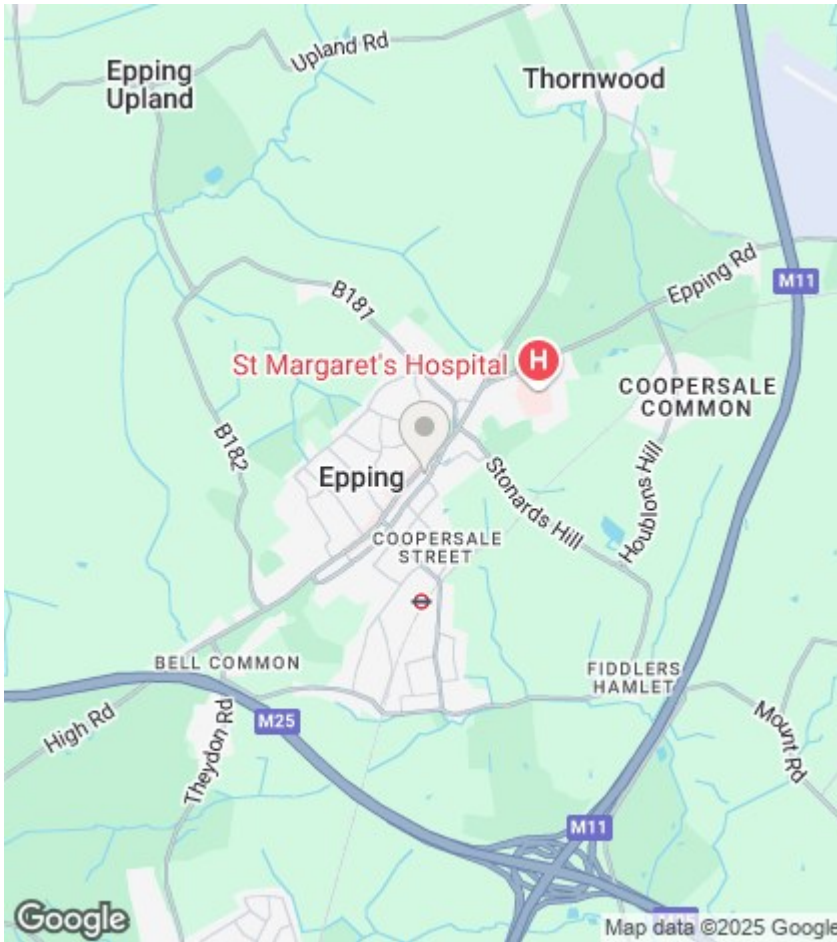 Upland Rd
Epping
Upland
Thornwood
Epping Rd
M11
B181
St Margaret's Hospital
H
COOPERSALE
COMMON
B182
Epping
Stonards Hill
Houblons Hill
COOPERSALE
STREET
BELL COMMON
FIDDLERS
HAMLET
High Rd
Theydon Rd
M25
Mount Rd
M11
Google
Map data ©2025 Google